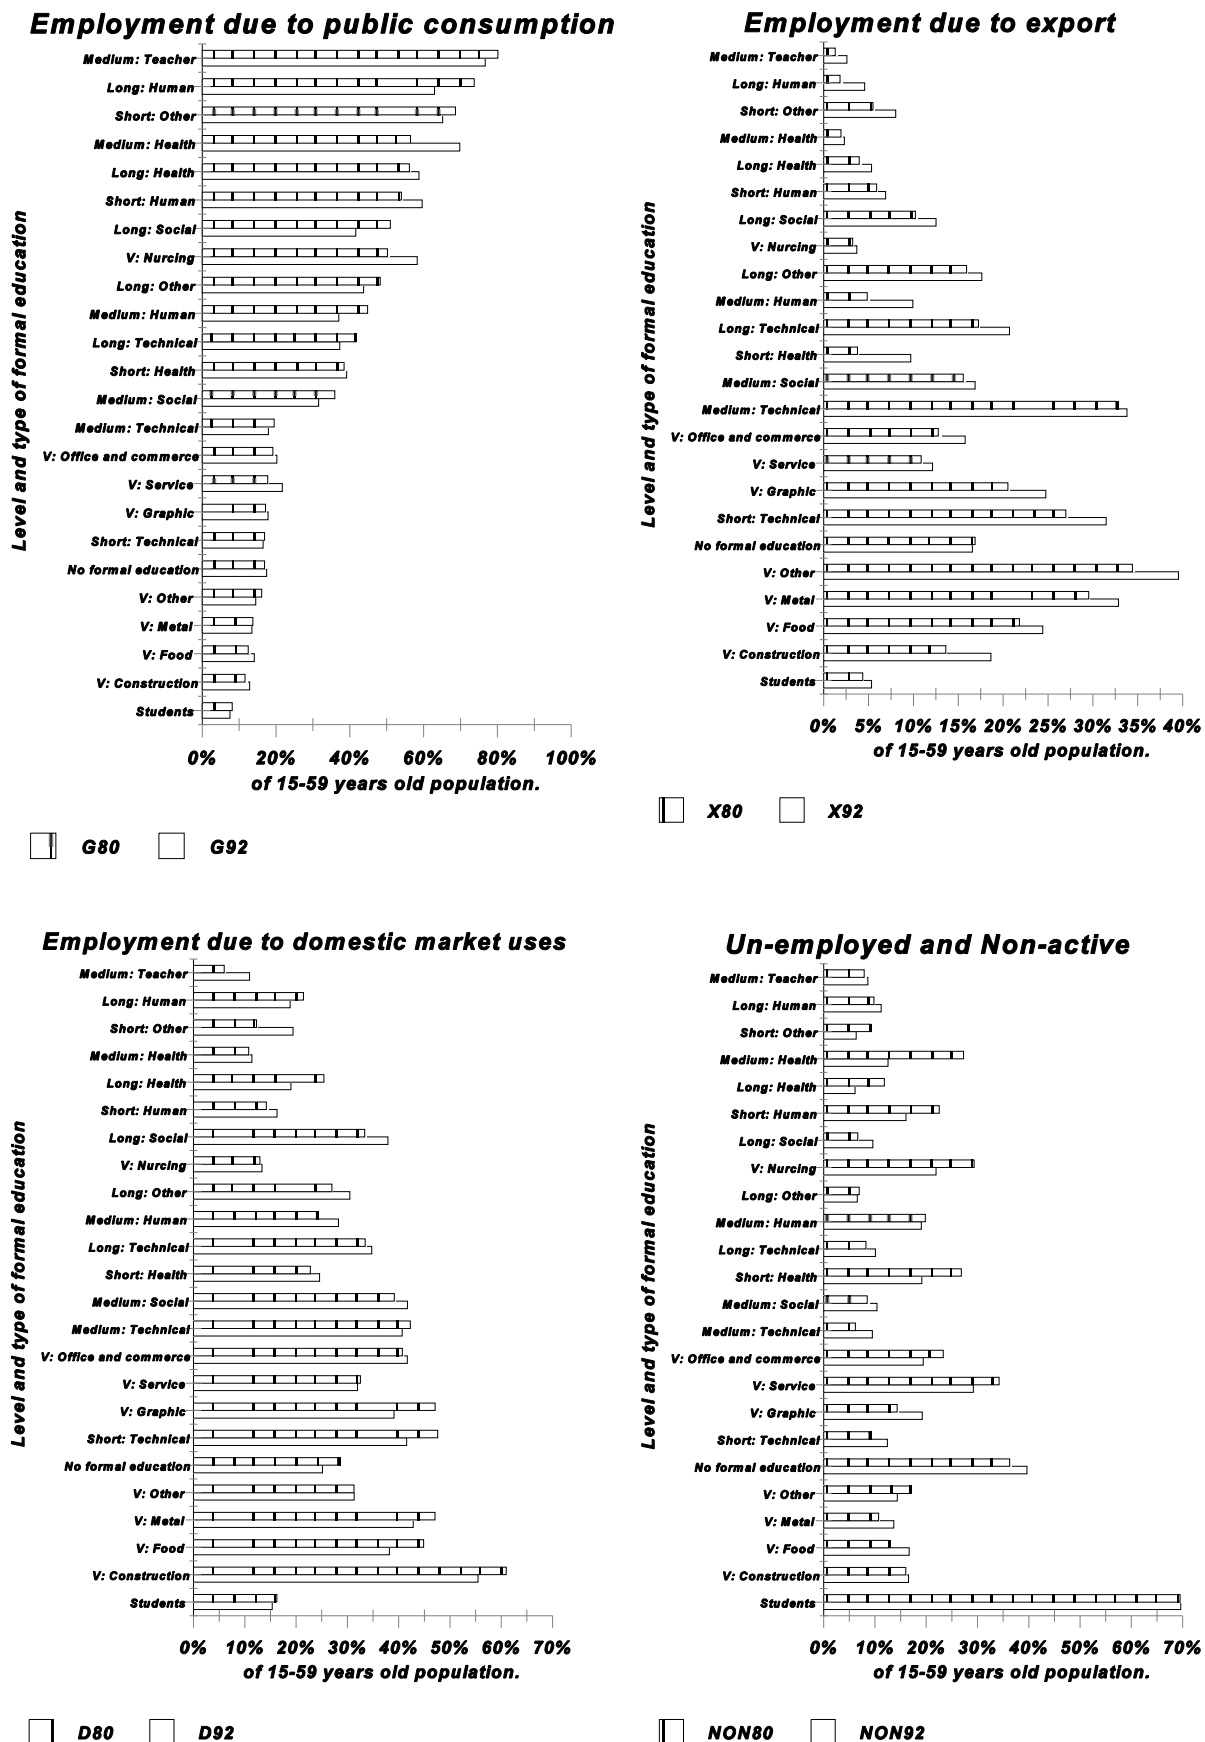 Employment due to public consumption
Level and type of formal education
Medium: Teacher
Long: Human
Short: Other
Medium: Health
Long: Health
Short: Human
Long: Social
V: Nurcing
Long: Other
Medium: Human
Long: Technical
Short: Health
Medium: Social
Medium: Technical
V: Office and commerce
V: Service
V: Graphic
Short: Technical
No formal education
V: Other
V: Metal
V: Food
V: Construction
Students
0% 20% 40% 60% 80% 100%
of 15-59 years old population.
G80 G92
Employment due to export
Level and type of formal education
Medium: Teacher
Long: Human
Short: Other
Medium: Health
Long: Health
Short: Human
Long: Social
V: Nurcing
Long: Other
Medium: Human
Long: Technical
Short: Health
Medium: Social
Medium: Technical
V: Office and commerce
V: Service
V: Graphic
Short: Technical
No formal education
V: Other
V: Metal
V: Food
V: Construction
Students
0% 5% 10% 15% 20% 25% 30% 35% 40%
of 15-59 years old population.
X80 X92
Employment due to domestic market uses
Level and type of formal education
Medium: Teacher
Long: Human
Short: Other
Medium: Health
Long: Health
Short: Human
Long: Social
V: Nurcing
Long: Other
Medium: Human
Long: Technical
Short: Health
Medium: Social
Medium: Technical
V: Office and commerce
V: Service
V: Graphic
Short: Technical
No formal education
V: Other
V: Metal
V: Food
V: Construction
Students
0% 10% 20% 30% 40% 50% 60% 70%
of 15-59 years old population.
D80 D92
Un-employed and Non-active
Level and type of formal education
Medium: Teacher
Long: Human
Short: Other
Medium: Health
Long: Health
Short: Human
Long: Social
V: Nurcing
Long: Other
Medium: Human
Long: Technical
Short: Health
Medium: Social
Medium: Technical
V: Office and commerce
V: Service
V: Graphic
Short: Technical
No formal education
V: Other
V: Metal
V: Food
V: Construction
Students
0% 10% 20% 30% 40% 50% 60% 70%
of 15-59 years old population.
NON80 NON92